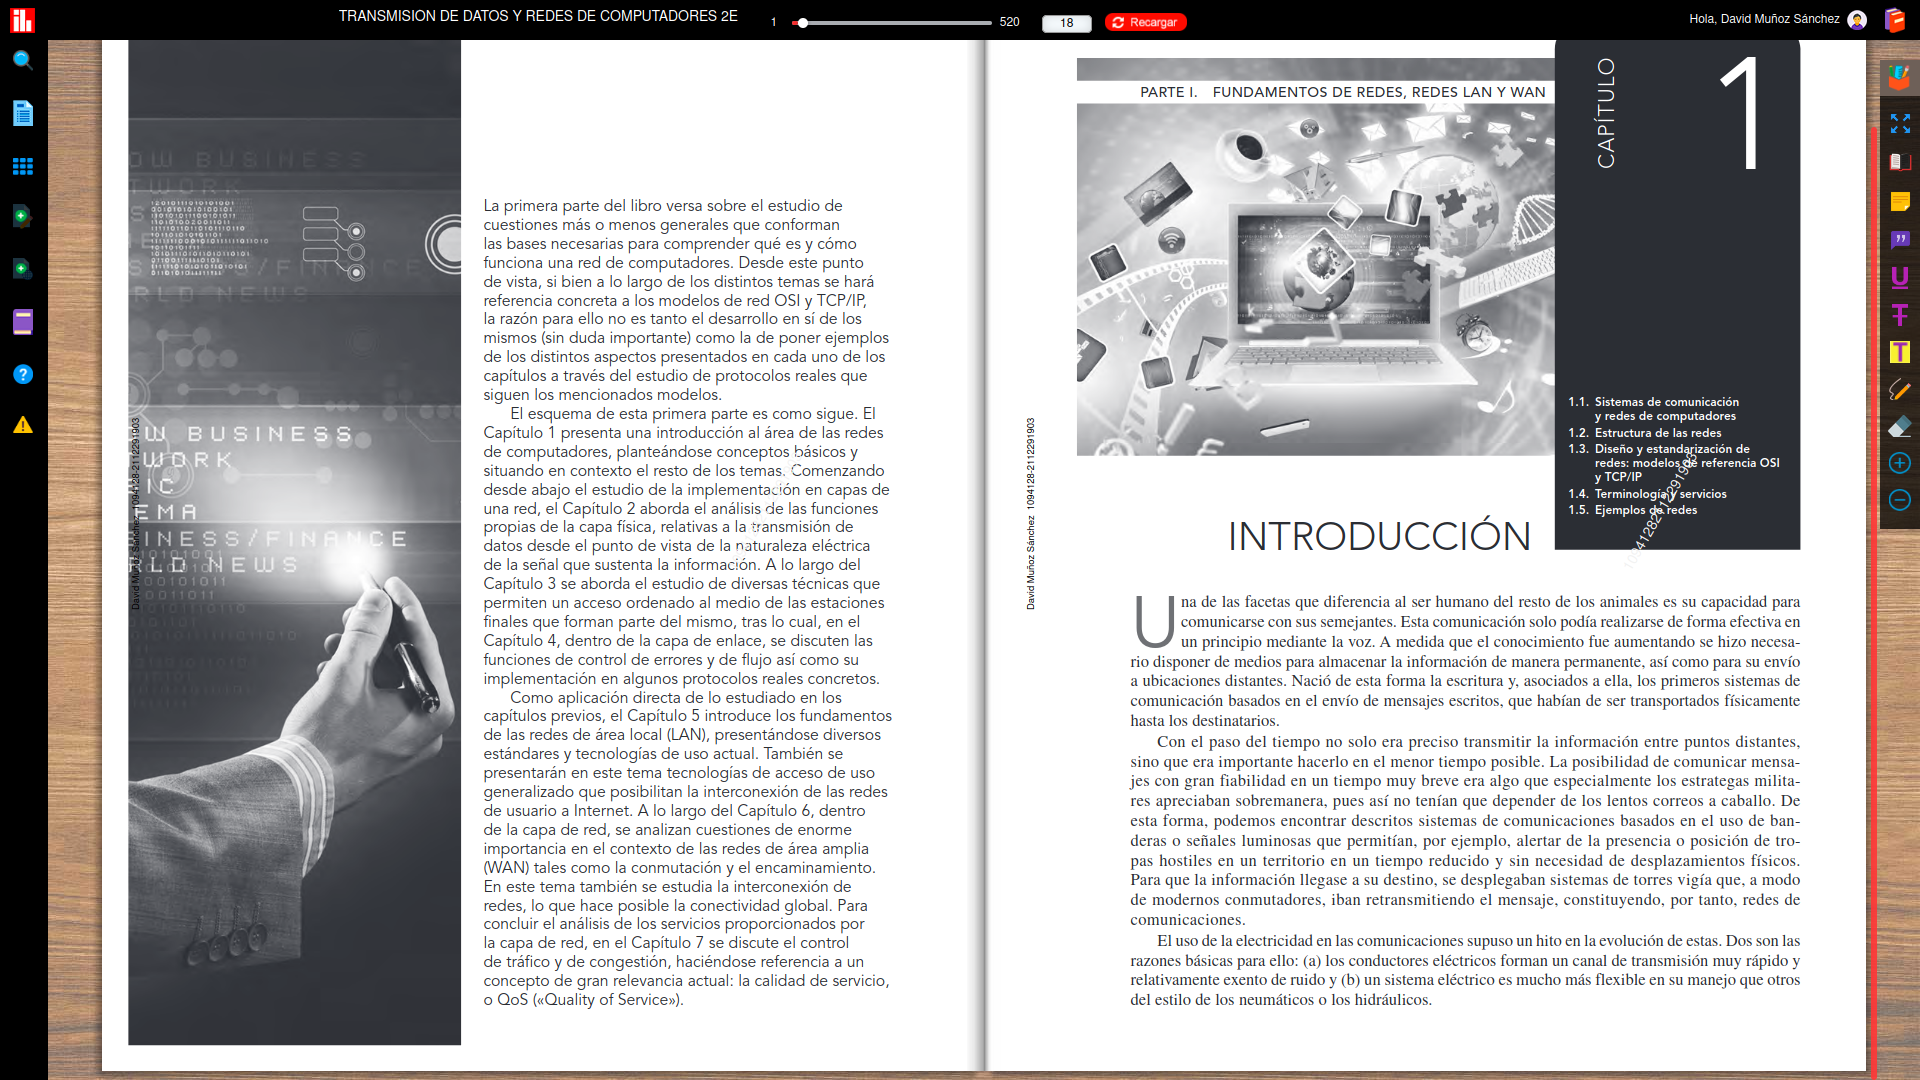 TRANSMISION DE DATOS Y REDES DE COMPUTADORES 2E
1
520
18
Recargar
Hola, David Muñoz Sánchez
OW BUSINESS
TWORK
S/FINANCE
RLD NEWS
W BUSINESS
WORK
IC
EMA
INESS/FINANCE
RLD NEWS
David Muñoz Sánchez 1094128-2112291903
La primera parte del libro versa sobre el estudio de
cuestiones más o menos generales que conforman
las bases necesarias para comprender qué es y cómo
funciona una red de computadores. Desde este punto
de vista, si bien a lo largo de los distintos temas se hará
referencia concreta a los modelos de red OSI y TCP/IP,
la razón para ello no es tanto el desarrollo en sí de los
mismos (sin duda importante) como la de poner ejemplos
de los distintos aspectos presentados en cada uno de los
capítulos a través del estudio de protocolos reales que
siguen los mencionados modelos.
El esquema de esta primera parte es como sigue. El
Capítulo 1 presenta una introducción al área de las redes
de computadores, planteándose conceptos básicos y
situando en contexto el resto de los temas. Comenzando
desde abajo el estudio de la implementación en capas de
una red, el Capítulo 2 aborda el análisis de las funciones
propias de la capa física, relativas a la transmisión de
datos desde el punto de vista de la naturaleza eléctrica
de la señal que sustenta la información. A lo largo del
Capítulo 3 se aborda el estudio de diversas técnicas que
permiten un acceso ordenado al medio de las estaciones
finales que forman parte del mismo, tras lo cual, en el
Capítulo 4, dentro de la capa de enlace, se discuten las
funciones de control de errores y de flujo así como su
implementación en algunos protocolos reales concretos.
Como aplicación directa de lo estudiado en los
capítulos previos, el Capítulo 5 introduce los fundamentos
de las redes de área local (LAN), presentándose diversos
estándares y tecnologías de uso actual. También se
presentarán en este tema tecnologías de acceso de uso
generalizado que posibilitan la interconexión de las redes
de usuario a Internet. A lo largo del Capítulo 6, dentro
de la capa de red, se analizan cuestiones de enorme
importancia en el contexto de las redes de área amplia
(WAN) tales como la conmutación y el encaminamiento.
En este tema también se estudia la interconexión de
redes, lo que hace posible la conectividad global. Para
concluir el análisis de los servicios proporcionados por
la capa de red, en el Capítulo 7 se discute el control
de tráfico y de congestión, haciéndose referencia a un
concepto de gran relevancia actual: la calidad de servicio,
o QoS («Quality of Service»).
David Muñoz Sánchez 1094128-2112291903
PARTE I. FUNDAMENTOS DE REDES, REDES LAN Y WAN
CAPÍTULO
1
1.1. Sistemas de comunicación
y redes de computadores
1.2. Estructura de las redes
1.3. Diseño y estandarización de
redes: modelos de referencia OSI
y TCP/IP
1.4. Terminología y servicios
1.5. Ejemplos de redes
INTRODUCCIÓN
Una de las facetas que diferencia al ser humano del resto de los animales es su capacidad para
comunicarse con sus semejantes. Esta comunicación solo podía realizarse de forma efectiva en
un principio mediante la voz. A medida que el conocimiento fue aumentando se hizo necesa-
rio disponer de medios para almacenar la información de manera permanente, así como para su envío
a ubicaciones distantes. Nació de esta forma la escritura y, asociados a ella, los primeros sistemas de
comunicación basados en el envío de mensajes escritos, que habían de ser transportados físicamente
hasta los destinatarios.
Con el paso del tiempo no solo era preciso transmitir la información entre puntos distantes,
sino que era importante hacerlo en el menor tiempo posible. La posibilidad de comunicar mensa-
jes con gran fiabilidad en un tiempo muy breve era algo que especialmente los estrategas milita-
res apreciaban sobremanera, pues así no tenían que depender de los lentos correos a caballo. De
esta forma, podemos encontrar descritos sistemas de comunicaciones basados en el uso de ban-
deras o señales luminosas que permitían, por ejemplo, alertar de la presencia o posición de tro-
pas hostiles en un territorio en un tiempo reducido y sin necesidad de desplazamientos físicos.
Para que la información llegase a su destino, se desplegaban sistemas de torres vigía que, a modo
de modernos conmutadores, iban retransmitiendo el mensaje, constituyendo, por tanto, redes de
comunicaciones.
El uso de la electricidad en las comunicaciones supuso un hito en la evolución de estas. Dos son las
razones básicas para ello: (a) los conductores eléctricos forman un canal de transmisión muy rápido y
relativamente exento de ruido y (b) un sistema eléctrico es mucho más flexible en su manejo que otros
del estilo de los neumáticos o los hidráulicos.